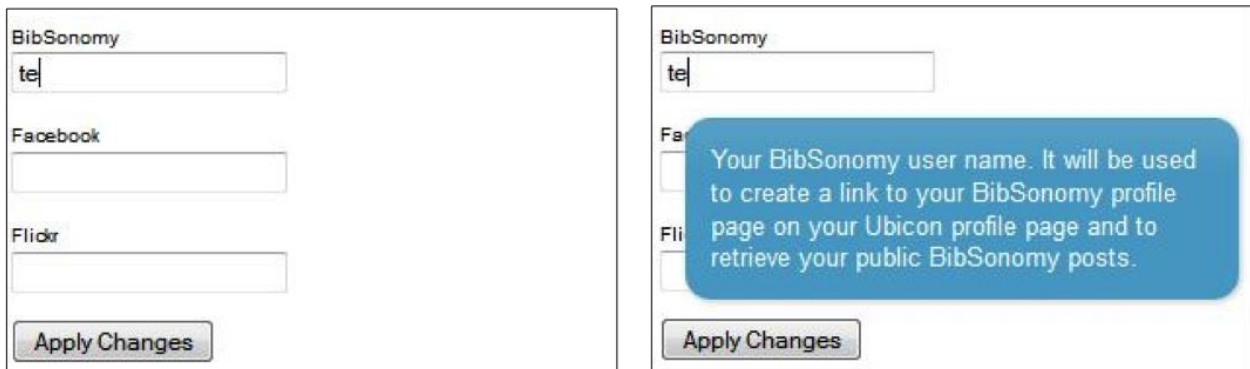 BibSonomy
te
Facebook
Flickr
Apply Changes
BibSonomy
te
Fa
Your BibSonomy user name. It will be used
to create a link to your BibSonomy profile
page on your Ubicon profile page and to
retrieve your public BibSonomy posts.
Fli
Apply Changes